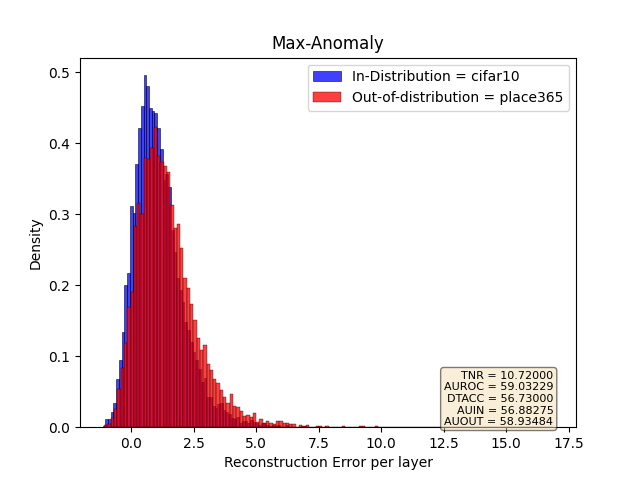 Max-Anomaly
In-Distribution = cifar10
Out-of-distribution = place365
Density
0.5
0.4
0.3
0.2
0.1
0.0
TNR = 10.72000
AUROC = 59.03229
DTACC = 56.73000
AUIN = 56.88275
AUOUT = 58.93484
0.0 2.5 5.0 7.5 10.0 12.5 15.0 17.5
Reconstruction Error per layer